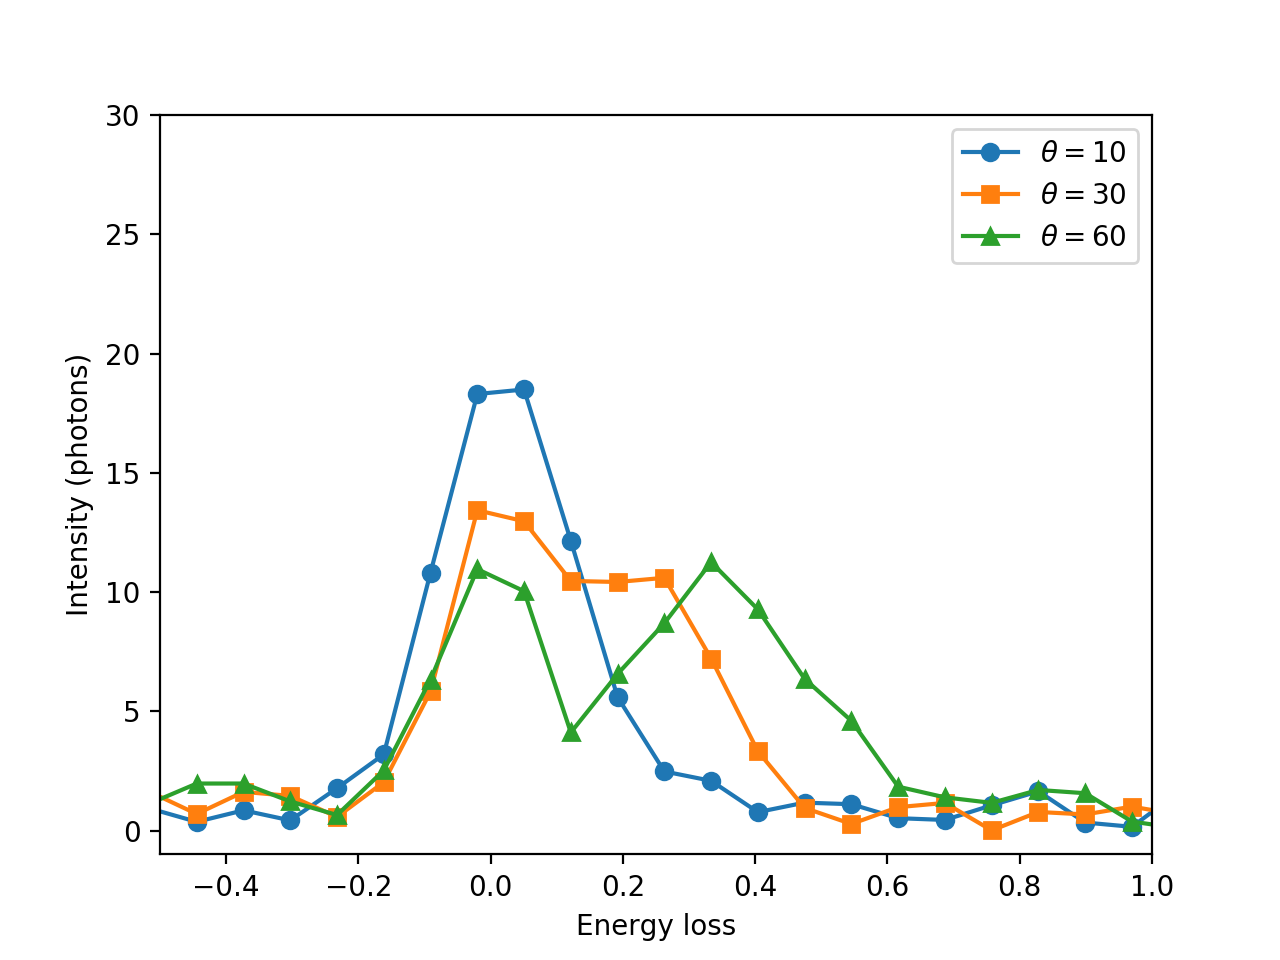 30
25
20
15
10
5
0
Intensity (photons)
−0.4 −0.2 0.0 0.2 0.4 0.6 0.8 1.0
Energy loss
θ = 10
θ = 30
θ = 60